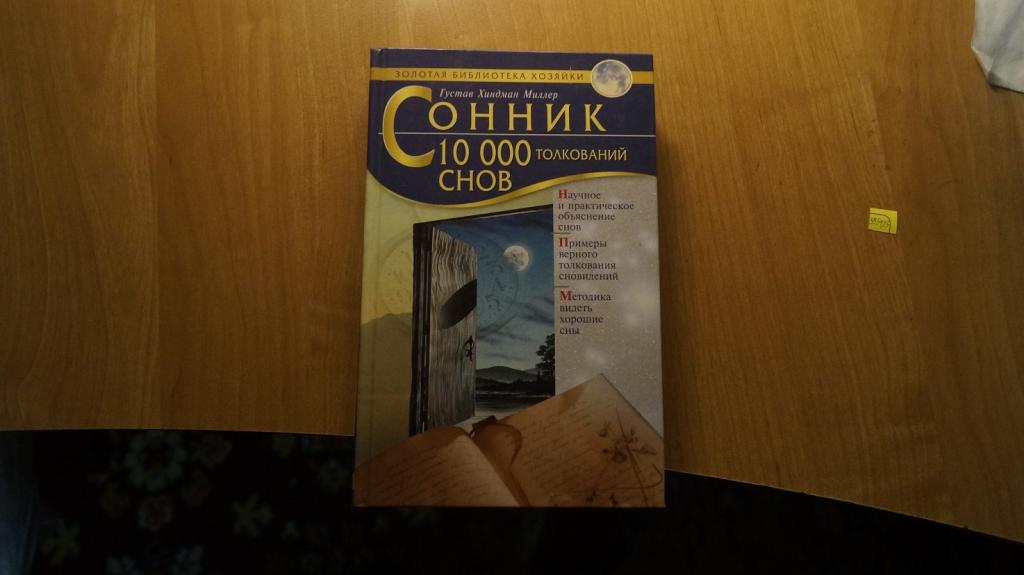 ЗОЛОТАЯ БИБЛИОТЕКА ХОЗЯЙКИ
Густав Хиндман Миллер
СОННИК
10 000 ТОЛКОВАНИЙ
СНОВ
Научное
и практическое
объяснение
снов
Примеры
верного
толкования
сновидений
Методика
видеть
хорошие
сны